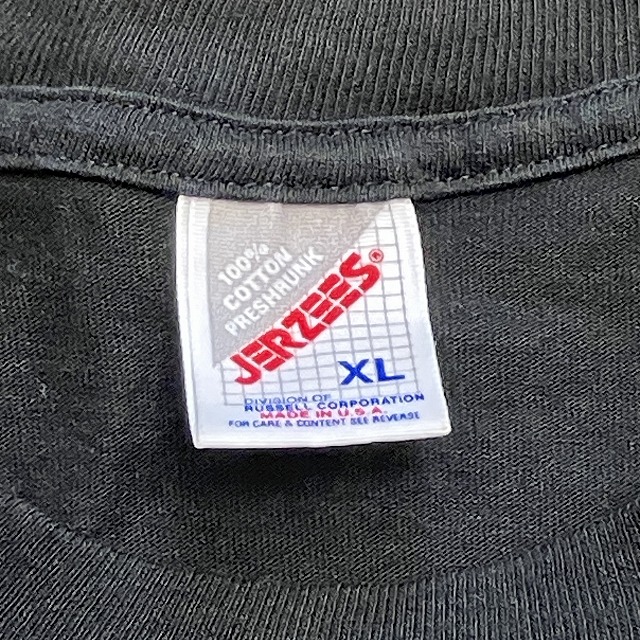 100%
COTTON
PRESHRUNK
JERZEES®
XL
DIVISION OF
RUSSELL CORPORATION
MADE IN U.S.A.
FOR CARE & CONTENT SEE REVERSE